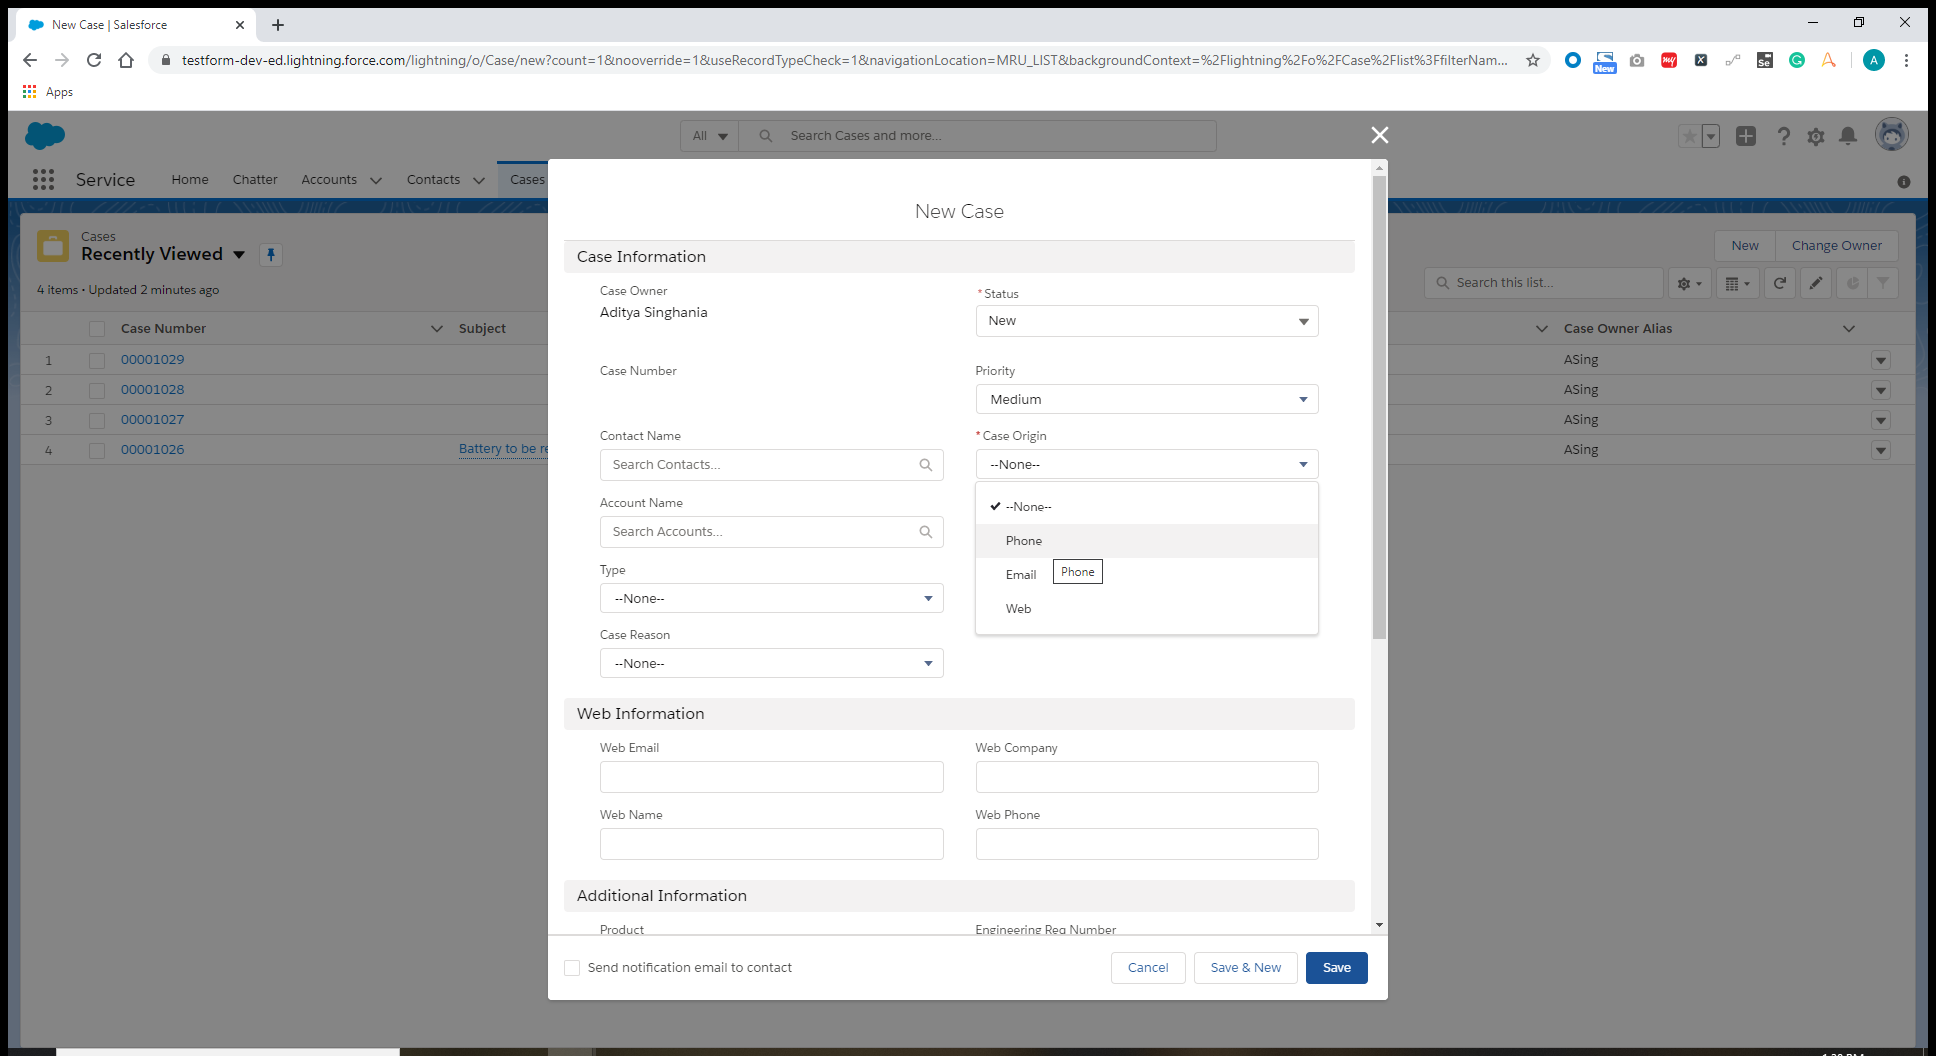 New Case | Salesforce
testform-dev-ed.lightning.force.com/lightning/o/Case/new?count=1&nooverride=1&useRecordTypeCheck=1&navigationLocation=MRU_LIST&backgroundContext=%2Flightning%2Fo%2FCase%2Flist%3FfilterNam...
New
my
X
Se
G
A
Apps
All
Search Cases and more...
Service
Home
Chatter
Accounts
Contacts
Cases
Cases
Recently Viewed
4 items • Updated 2 minutes ago
New
Change Owner
Search this list...
Case Number
Subject
Case Owner Alias
1
00001029
ASing
2
00001028
ASing
3
00001027
ASing
4
00001026
Battery to be re
ASing
New Case
Case Information
Case Owner
Aditya Singhania
*Status
New
Case Number
Priority
Medium
Contact Name
Search Contacts...
*Case Origin
--None--
--None--
Phone
Email
Phone
Web
Account Name
Search Accounts...
Type
--None--
Case Reason
--None--
Web Information
Web Email
Web Company
Web Name
Web Phone
Additional Information
Product
Engineering Req Number
Send notification email to contact
Cancel
Save & New
Save